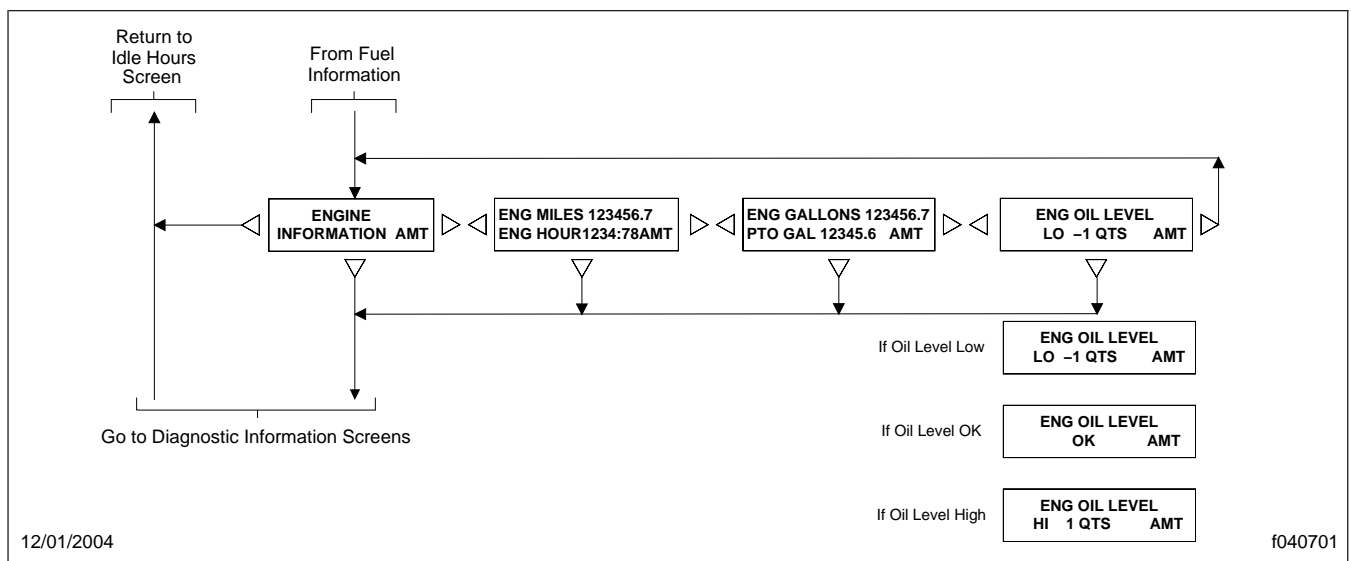 Return to
Idle Hours
Screen
From Fuel
Information
ENGINE
INFORMATION AMT
ENG MILES 123456.7
ENG HOUR1234:78AMT
ENG GALLONS 123456.7
PTO GAL 12345.6 AMT
ENG OIL LEVEL
LO –1 QTS AMT
If Oil Level Low
ENG OIL LEVEL
LO –1 QTS AMT
Go to Diagnostic Information Screens
If Oil Level OK
ENG OIL LEVEL
OK AMT
If Oil Level High
ENG OIL LEVEL
HI 1 QTS AMT
12/01/2004
f040701